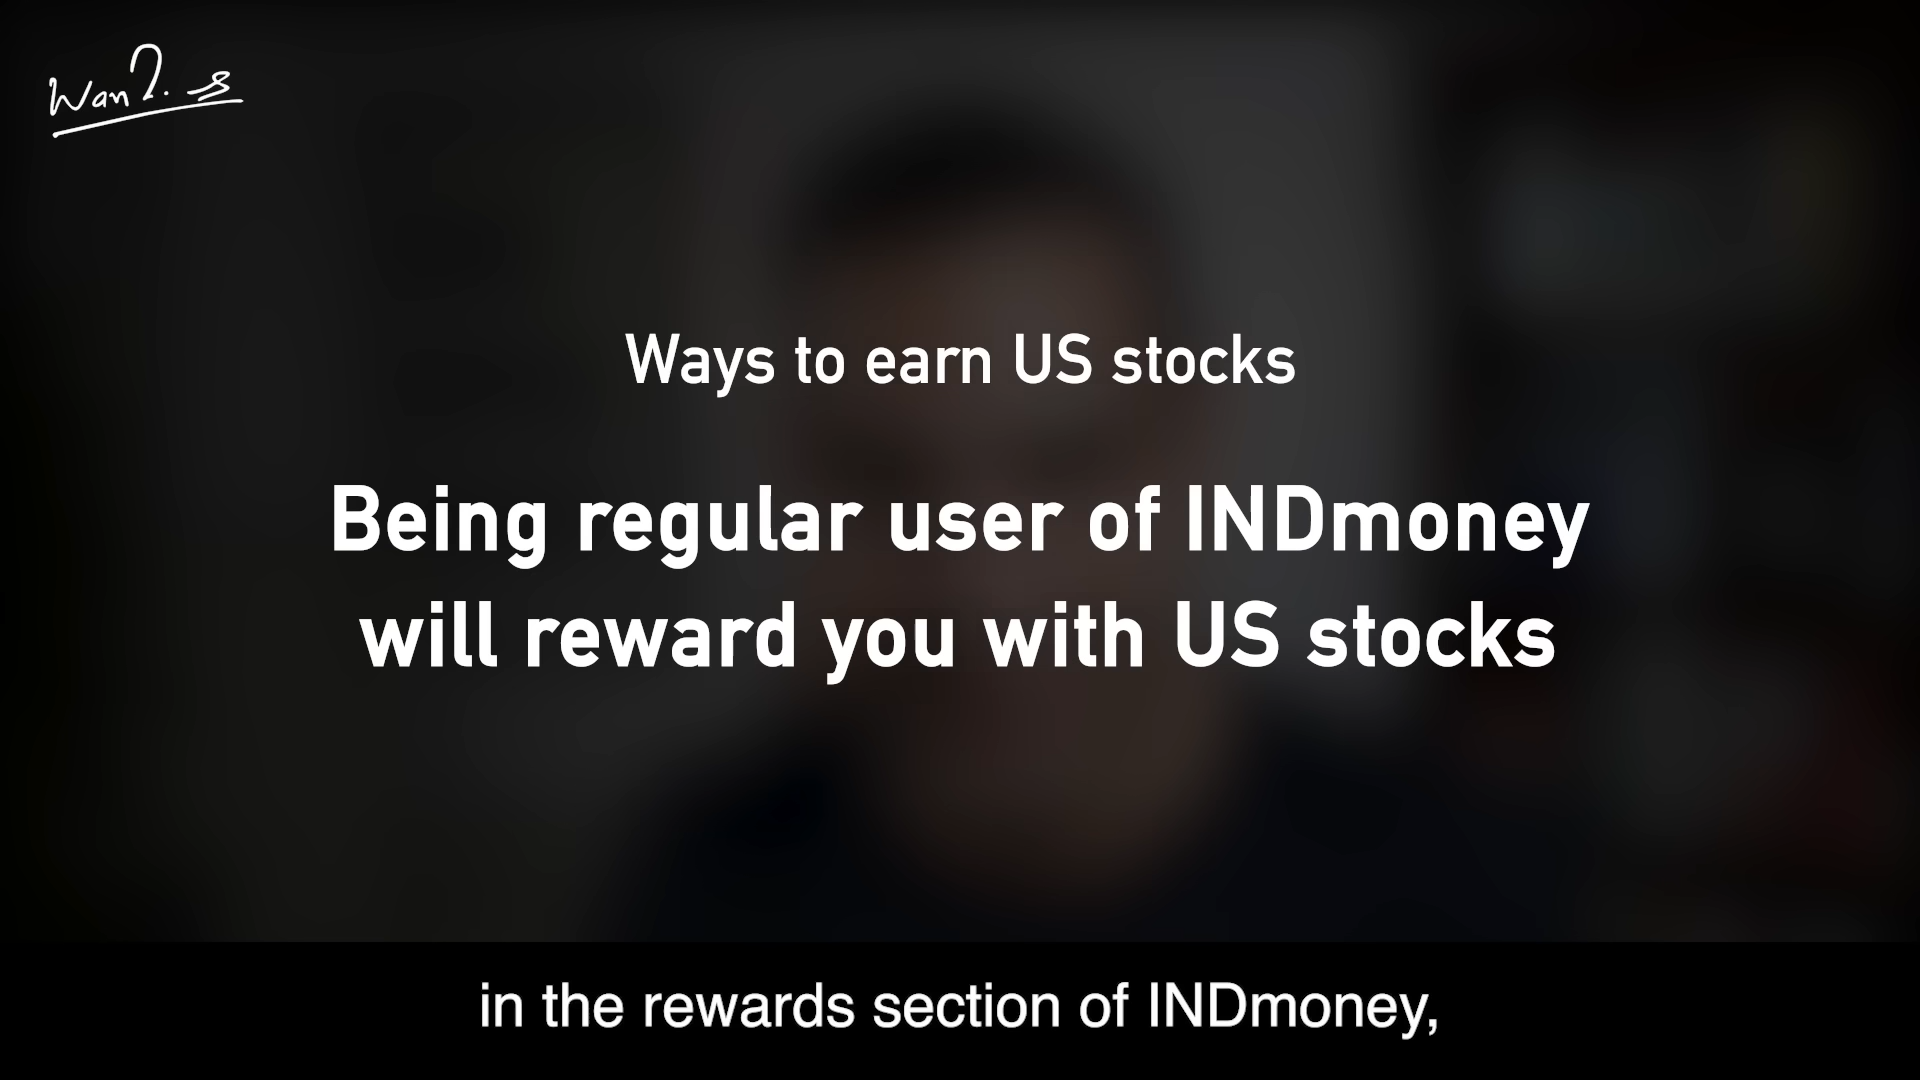 Ways to earn US stocks
Being regular user of INDmoney
will reward you with US stocks
in the rewards section of INDmoney,